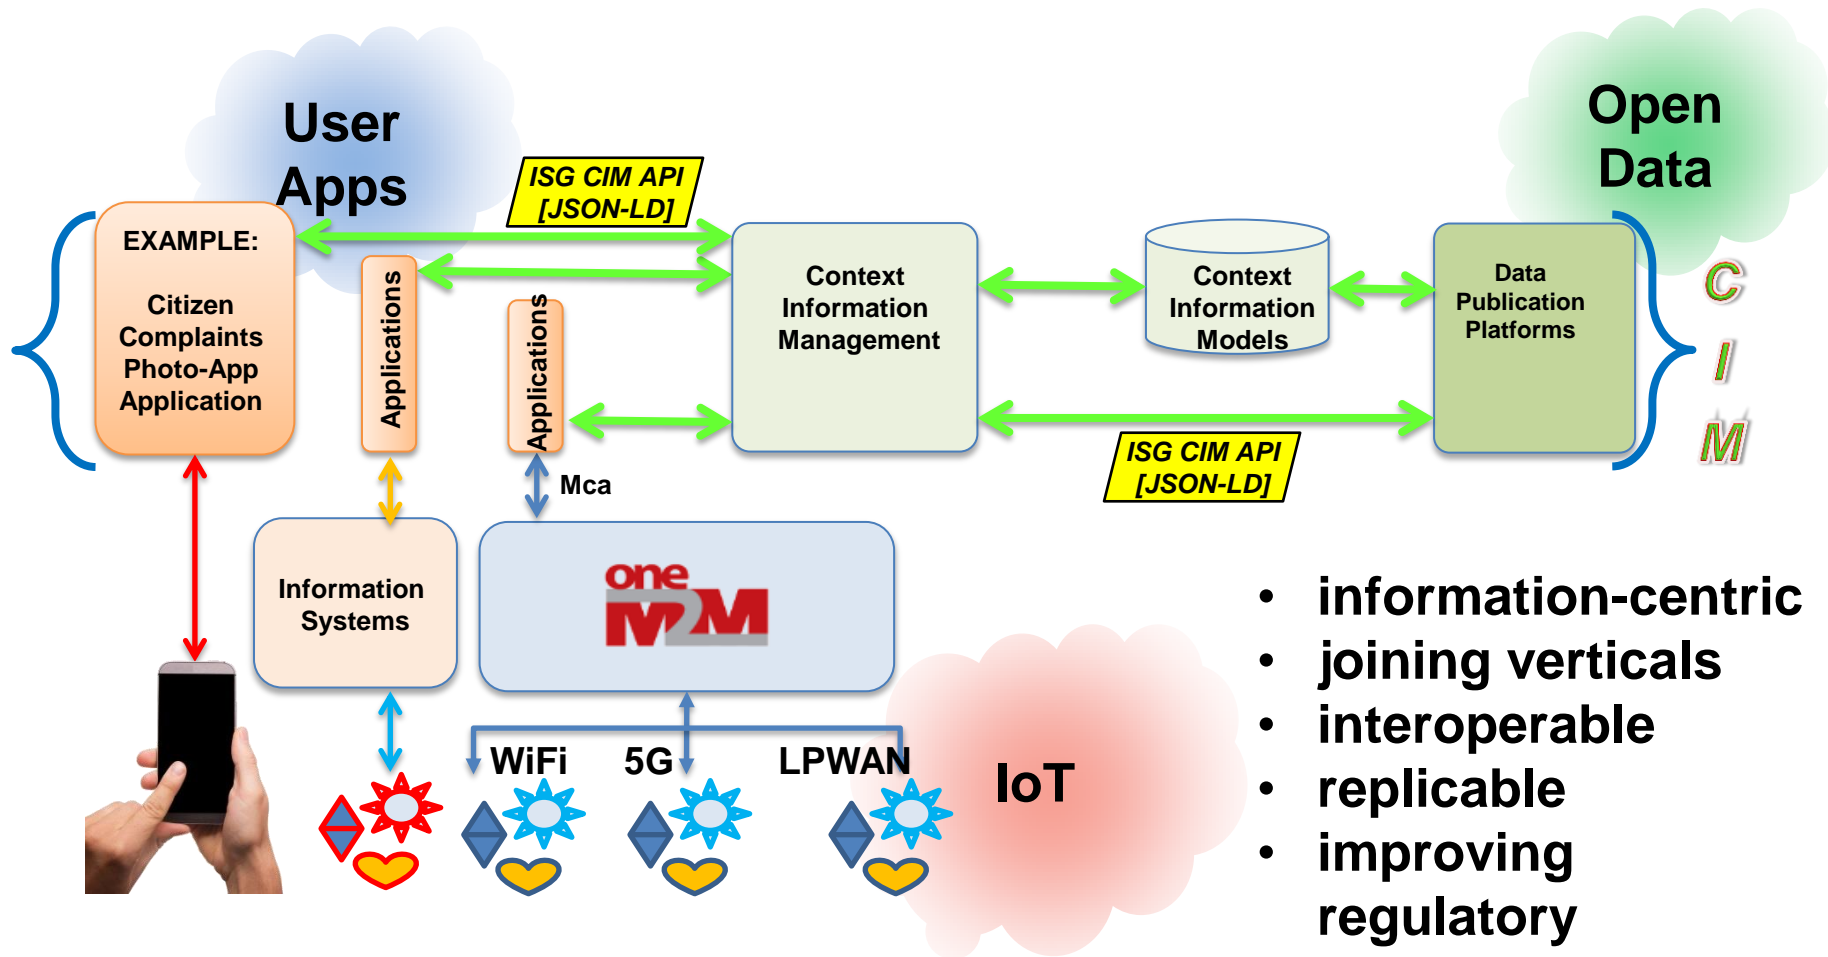 User
Apps
Open
Data
ISG CIM API
[JSON-LD]
EXAMPLE:
Citizen
Complaints
Photo-App
Application
Applications
Applications
Context
Information
Management
Context
Information
Models
Data
Publication
Platforms
C
I
M
ISG CIM API
[JSON-LD]
Mca
Information
Systems
one
M2M
WiFi
5G
LPWAN
IoT
• information-centric
• joining verticals
• interoperable
• replicable
• improving
regulatory